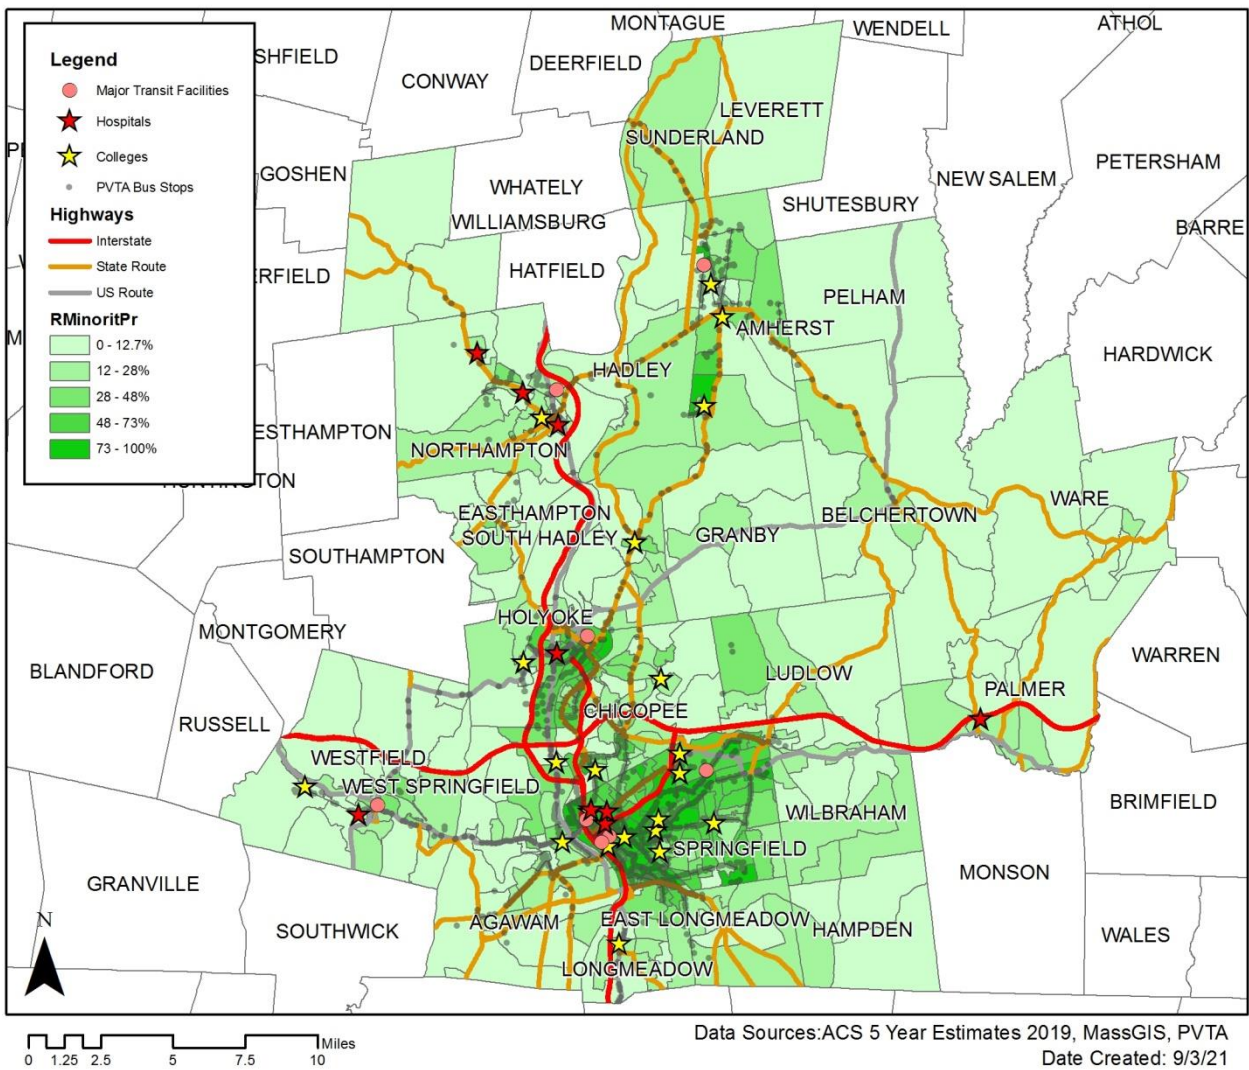 MONTAGUE
WENDELL
ATHOL
Legend
SHFIELD
CONWAY
DEERFIELD
Major Transit Facilities
LEVERETT
Hospitals
SUNDERLAND
Colleges
GOSHEN
PETERSHAM
PVTA Bus Stops
WHATELY
NEW SALEM
Highways
WILLIAMSBURG
SHUTESBURY
BARRE
Interstate
State Route
ERFIELD
HATFIELD
US Route
PELHAM
RMinoritPr
AMHERST
0 - 12.7%
HARDWICK
12 - 28%
HADLEY
28 - 48%
48 - 73%
ESTHAMPTON
73 - 100%
NORTHAMPTON
INGTON
WARE
EASTHAMPTON
BELCHERTOWN
SOUTH HADLEY
GRANBY
SOUTHAMPTON
HOLYOKE
MONTGOMERY
WARREN
BLANDFORD
LUDLOW
PALMER
RUSSELL
CHICOPEE
WESTFIELD
WEST SPRINGFIELD
BRIMFIELD
WILBRAHAM
SPRINGFIELD
MONSON
GRANVILLE
N
EAST LONGMEADOW
AGAWAM
HAMPDEN
SOUTHWICK
WALES
LONGMEADOW
Data Sources:ACS 5 Year Estimates 2019, MassGIS, PVTA
Miles
0 1.25 2.5 5 7.5 10
Date Created: 9/3/21